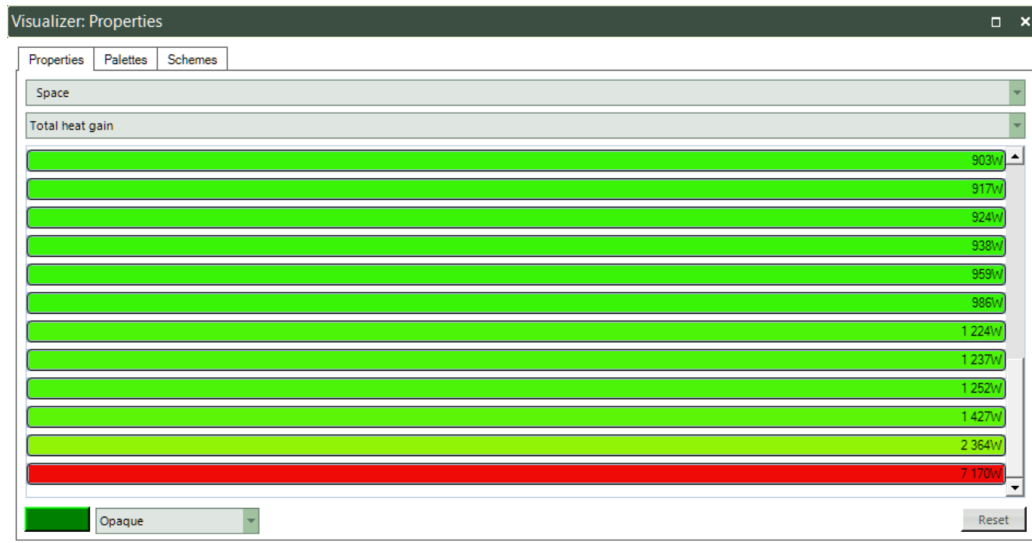 Visualizer: Properties
Properties Palettes Schemes
Space
Total heat gain
903W
917W
924W
938W
959W
986W
1 224W
1 237W
1 252W
1 427W
2 364W
7 170W
Opaque Reset